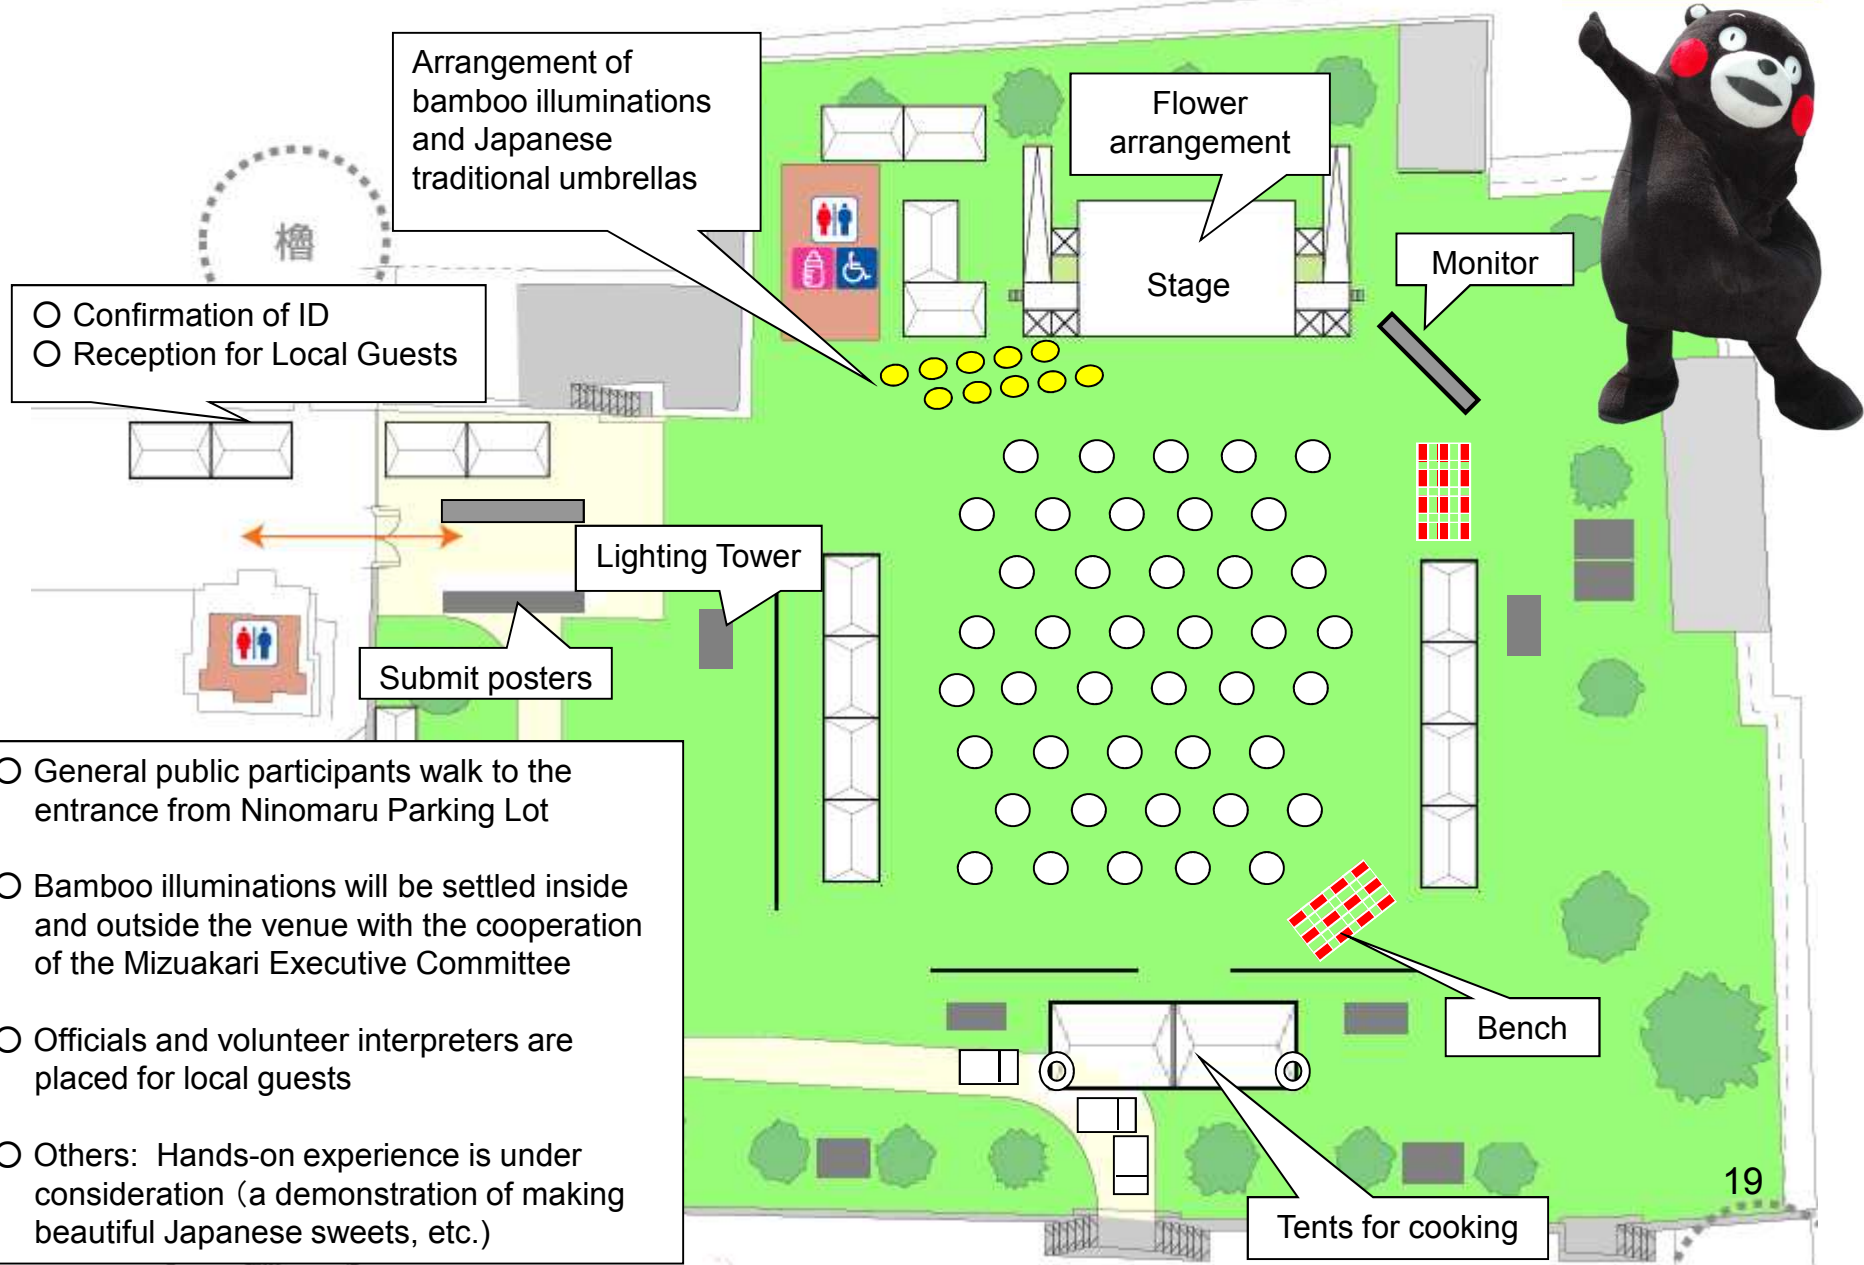 Arrangement of
bamboo illuminations
and Japanese
traditional umbrellas
Flower
arrangement
櫓
Stage
Monitor
○ Confirmation of ID
○ Reception for Local Guests
Lighting Tower
Submit posters
○ General public participants walk to the
entrance from Ninomaru Parking Lot
○ Bamboo illuminations will be settled inside
and outside the venue with the cooperation
of the Mizuakari Executive Committee
○ Officials and volunteer interpreters are
placed for local guests
○ Others: Hands-on experience is under
consideration（a demonstration of making
beautiful Japanese sweets, etc.)
Bench
Tents for cooking
19